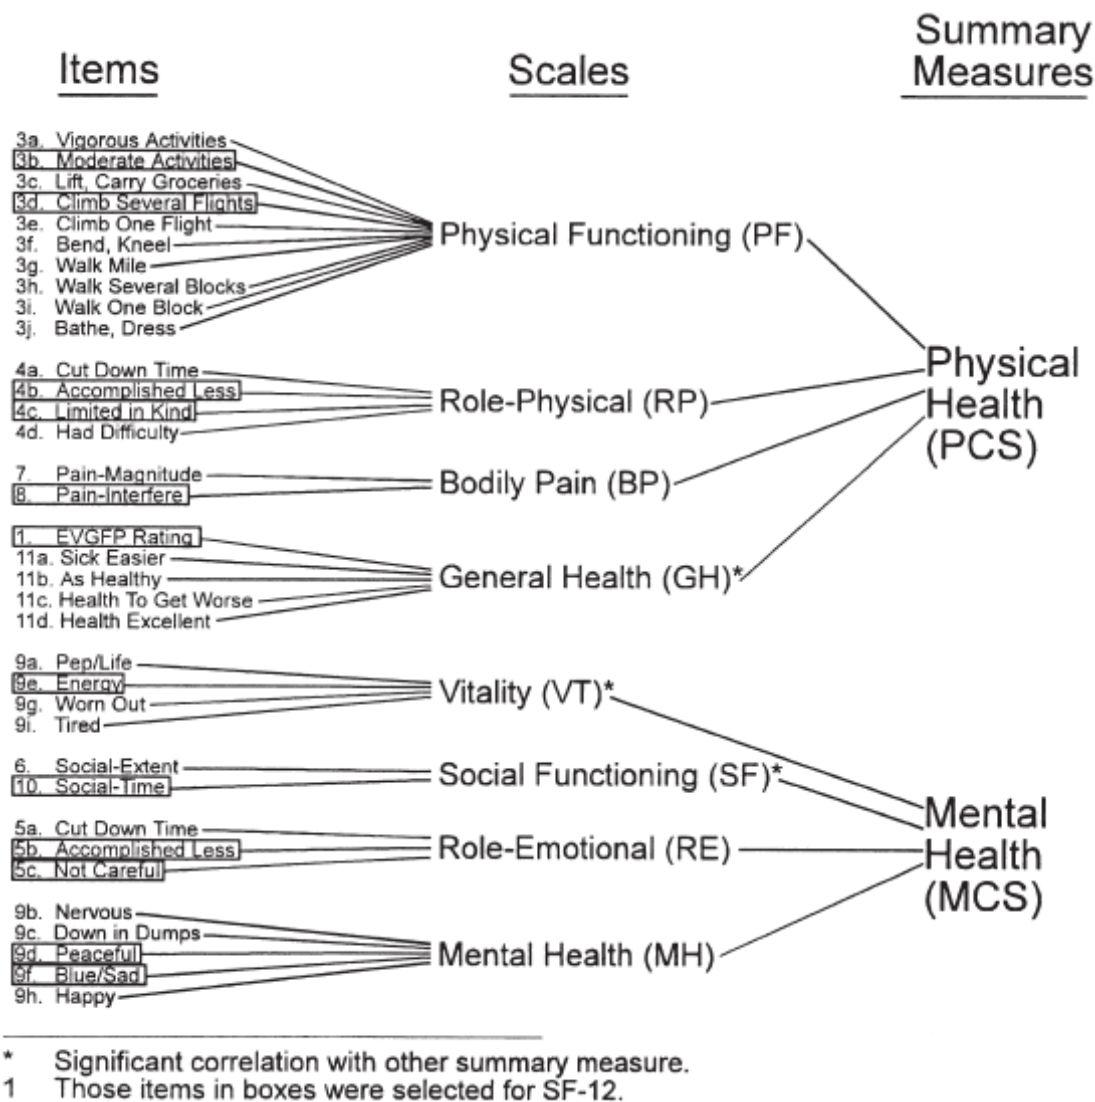 Items
Scales
Summary
Measures
3a. Vigorous Activities
3b. Moderate Activities
3c. Lift, Carry Groceries
3d. Climb Several Flights
3e. Climb One Flight
3f. Bend, Kneel
3g. Walk Mile
3h. Walk Several Blocks
3i. Walk One Block
3j. Bathe, Dress
Physical Functioning (PF)
4a. Cut Down Time
4b. Accomplished Less
4c. Limited in Kind
4d. Had Difficulty
Role-Physical (RP)
7. Pain-Magnitude
8. Pain-Interfere
Bodily Pain (BP)
1. EVGFP Rating
11a. Sick Easier
11b. As Healthy
11c. Health To Get Worse
11d. Health Excellent
General Health (GH)*
Physical
Health
(PCS)
9a. Pep/Life
9e. Energy
9g. Worn Out
9i. Tired
Vitality (VT)*
6. Social-Extent
10. Social-Time
Social Functioning (SF)*
5a. Cut Down Time
5b. Accomplished Less
5c. Not Careful
Role-Emotional (RE)
9b. Nervous
9c. Down in Dumps
9d. Peaceful
9f. Blue/Sad
9h. Happy
Mental Health (MH)
Mental
Health
(MCS)
* Significant correlation with other summary measure.
1 Those items in boxes were selected for SF-12.